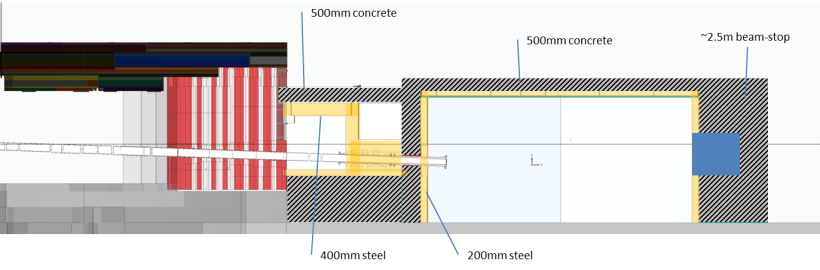 500mm concrete
500mm concrete
~2.5m beam-stop
400mm steel
200mm steel